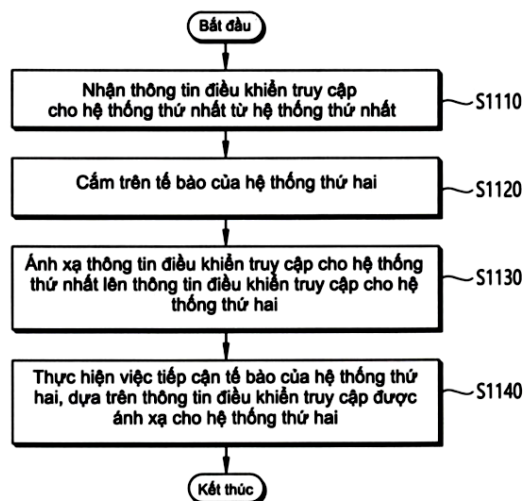 Bắt đầu
Nhận thông tin điều khiển truy cập
cho hệ thống thứ nhất từ hệ thống thứ nhất
S1110
Cắm trên tế bào của hệ thống thứ hai
S1120
Ánh xạ thông tin điều khiển truy cập cho hệ thống
thứ nhất lên thông tin điều khiển truy cập cho hệ
thống thứ hai
S1130
Thực hiện việc tiếp cận tế bào của hệ thống thứ
hai, dựa trên thông tin điều khiển truy cập được
ánh xạ cho hệ thống thứ hai
S1140
Kết thúc